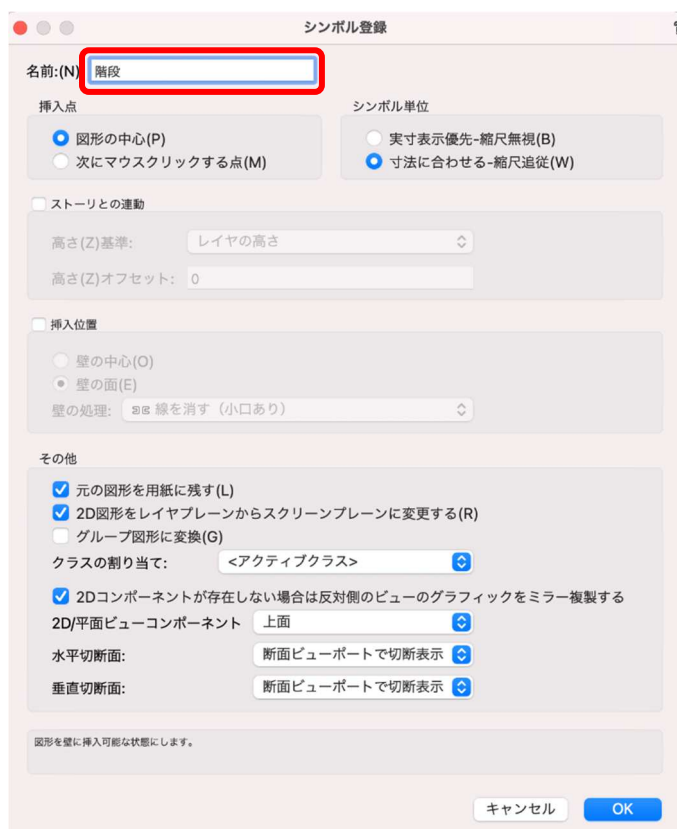 シンボル登録
名前:(N) 階段
挿入点
図形の中心(P)
次にマウスクリックする点(M)
シンボル単位
実寸表示優先-縮尺無視(B)
寸法に合わせる-縮尺追従(W)
ストーリとの連動
高さ(Z)基準: レイヤの高さ
高さ(Z)オフセット: 0
挿入位置
壁の中心(O)
壁の面(E)
壁の処理: 線を消す（小口あり）
その他
元の図形を用紙に残す(L)
2D図形をレイヤプレーンからスクリーンプレーンに変更する(R)
グループ図形に変換(G)
クラスの割り当て: <アクティブクラス>
2Dコンポーネントが存在しない場合は反対側のビューのグラフィックをミラー複製する
2D/平面ビューコンポーネント 上面
水平切断面: 断面ビューポートで切断表示
垂直切断面: 断面ビューポートで切断表示
図形を壁に挿入可能な状態にします。
キャンセル OK